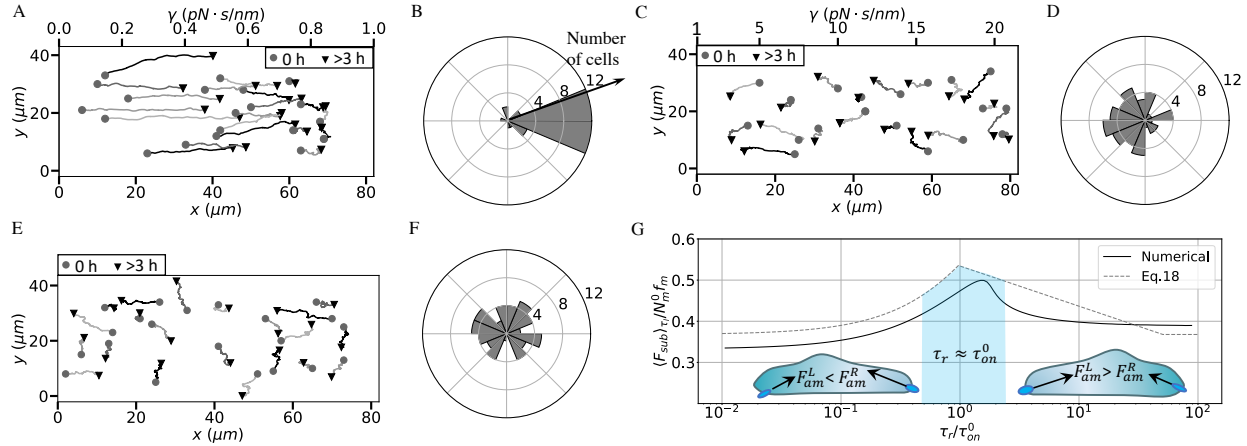 A
γ (pN · s/nm)
0.0 0.2 0.4 0.6 0.8 1.0
0 h >3 h
40
20
0
y (μm)
0 20 40 60 80
x (μm)
B
Number
of cells
12
8
4
C
γ (pN · s/nm)
1 5 10 15 20
0 h >3 h
40
20
0
y (μm)
0 20 40 60 80
x (μm)
D
12
8
4
E
0 h >3 h
40
20
0
y (μm)
0 20 40 60 80
x (μm)
F
12
8
4
G
0.6
0.5
0.4
0.3
⟨F_sub⟩_τr/N_m^0 f_m
Numerical
Eq.18
τ_r ≈ τ_on^0
F_am^L < F_am^R
F_am^L > F_am^R
10^−2 10^−1 10^0 10^1 10^2
τ_r/τ_on^0